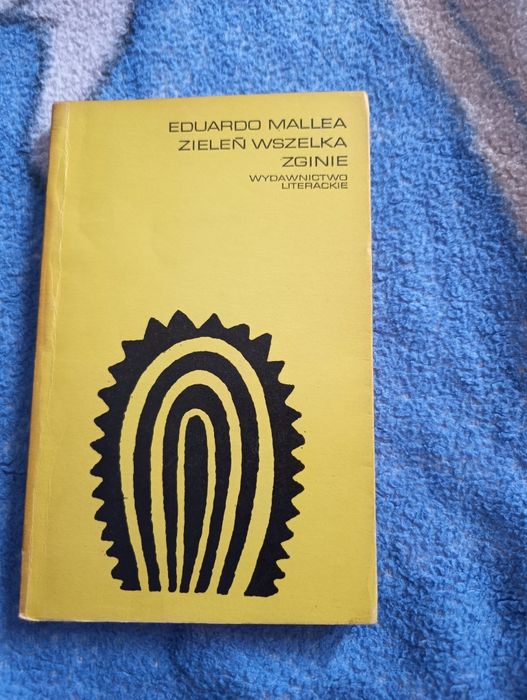 EDUARDO MALLEA
ZIELEŃ WSZELKA
ZGINIE
WYDAWNICTWO
LITERACKIE